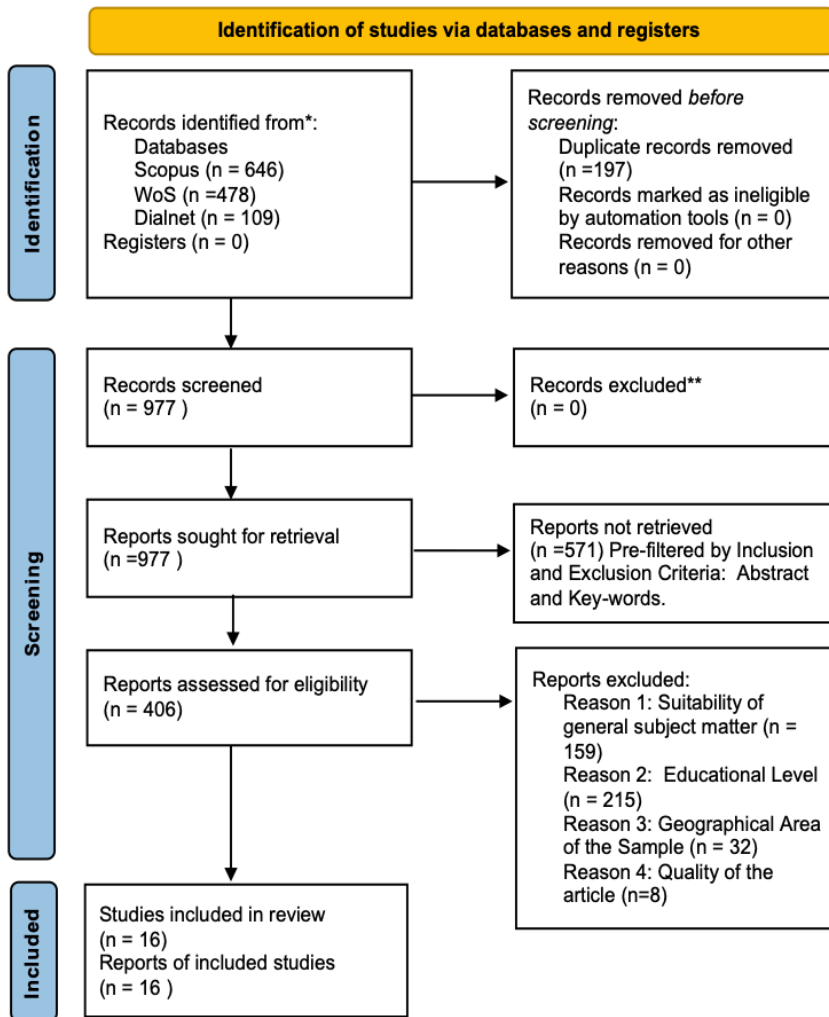 Identification of studies via databases and registers
Identification
Records identified from*:
Databases
Scopus (n = 646)
WoS (n =478)
Dialnet (n = 109)
Registers (n = 0)
Records removed before
screening:
Duplicate records removed
(n =197)
Records marked as ineligible
by automation tools (n = 0)
Records removed for other
reasons (n = 0)
Screening
Records screened
(n = 977 )
Records excluded**
(n = 0)
Reports sought for retrieval
(n =977 )
Reports not retrieved
(n =571) Pre-filtered by Inclusion
and Exclusion Criteria: Abstract
and Key-words.
Reports assessed for eligibility
(n = 406)
Reports excluded:
Reason 1: Suitability of
general subject matter (n =
159)
Reason 2: Educational Level
(n = 215)
Reason 3: Geographical Area
of the Sample (n = 32)
Reason 4: Quality of the
article (n=8)
Included
Studies included in review
(n = 16)
Reports of included studies
(n = 16 )